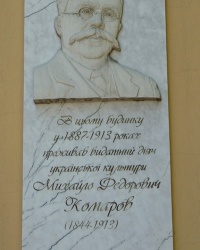 В цьому будинку
у 1887-1913 роках
проживав видатний діяч
української культури
Михайло Федорович
Комаров
(1844-1913)